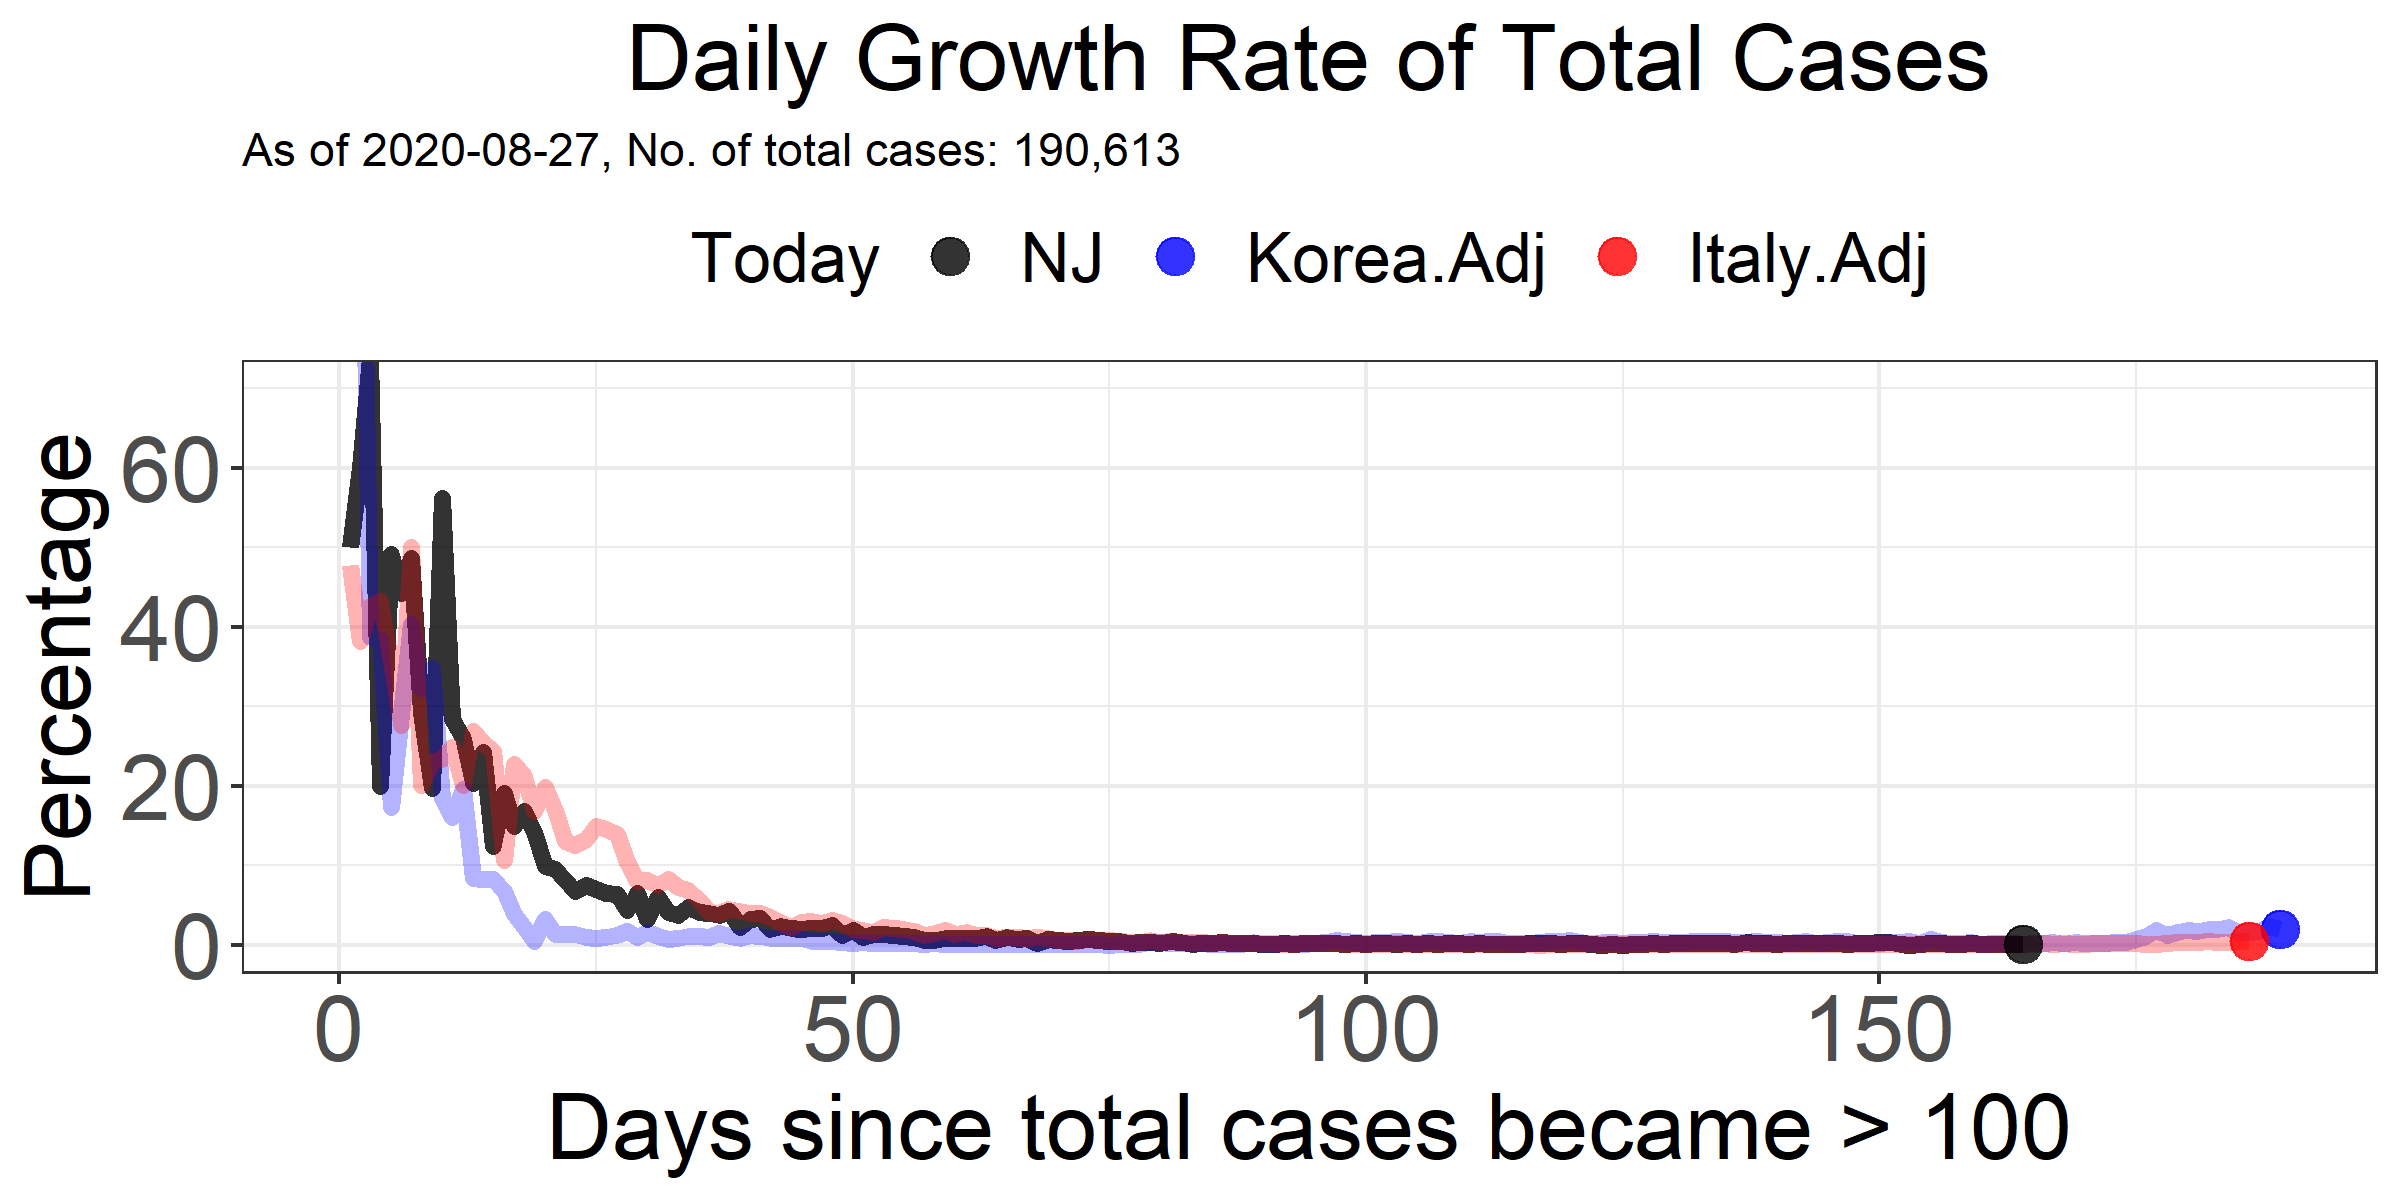 Daily Growth Rate of Total Cases
As of 2020-08-27, No. of total cases: 190,613
Today NJ Korea.Adj Italy.Adj
Percentage
60
40
20
0
0 50 100 150
Days since total cases became > 100